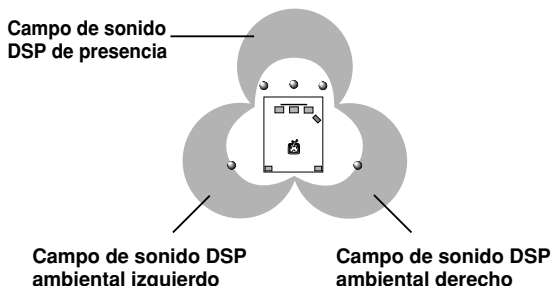 Campo de sonido
DSP de presencia
Campo de sonido DSP
ambiental izquierdo
Campo de sonido DSP
ambiental derecho